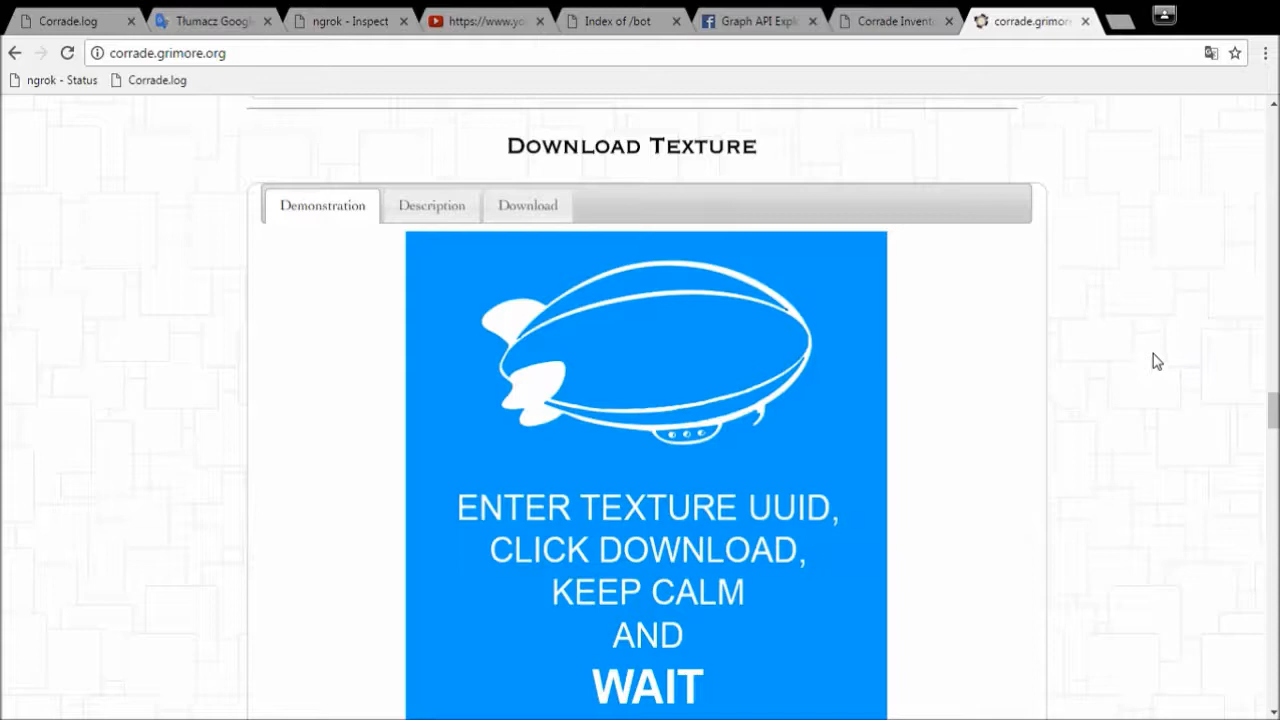 Corrade.log
Tłumacz Googl
ngrok - Inspect
https://www.yo
Index of /bot
Graph API Expl
Corrade Invent
corrade.grimor
corrade.grimore.org
ngrok - Status
Corrade.log
Download Texture
Demonstration
Description
Download
ENTER TEXTURE UUID,
CLICK DOWNLOAD,
KEEP CALM
AND
WAIT